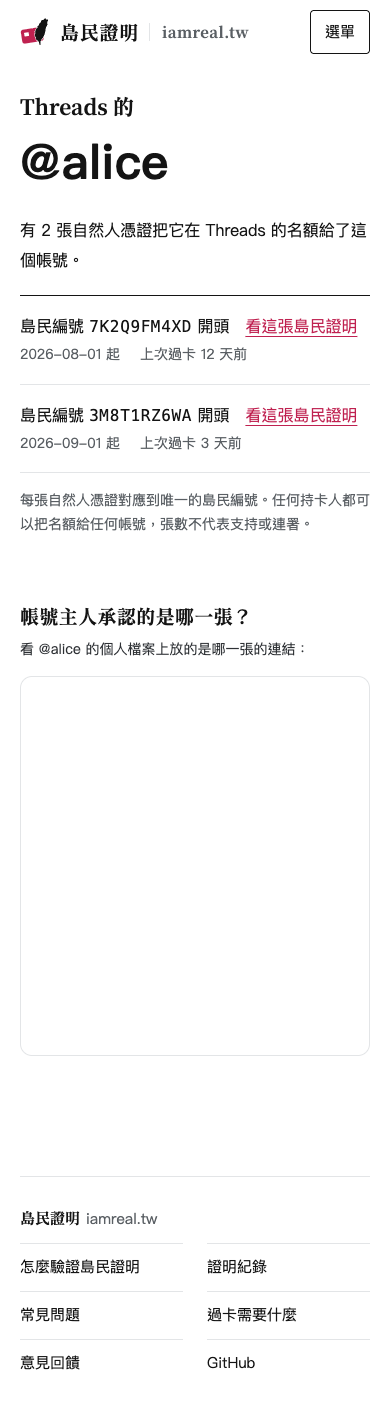 島民證明 iamreal.tw 選單
Threads 的
@alice
有 2 張自然人憑證把它在 Threads 的名額給了這
個帳號。
島民編號 7K2Q9FM4XD 開頭 看這張島民證明
2026-08-01 起 上次過卡 12 天前
島民編號 3M8T1RZ6WA 開頭 看這張島民證明
2026-09-01 起 上次過卡 3 天前
每張自然人憑證對應到唯一的島民編號。任何持卡人都可
以把名額給任何帳號,張數不代表支持或連署。
帳號主人承認的是哪一張？
看 @alice 的個人檔案上放的是哪一張的連結：
島民證明 iamreal.tw
怎麼驗證島民證明 證明紀錄
常見問題 過卡需要什麼
意見回饋 GitHub